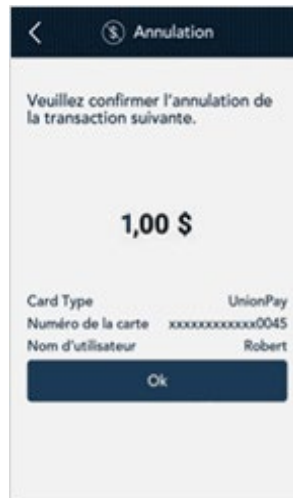 Annulation
Veuillez confirmer l'annulation de
la transaction suivante.
1,00 $
Card Type UnionPay
Numéro de la carte xxxxxxxxxxxx0045
Nom d'utilisateur Robert
Ok